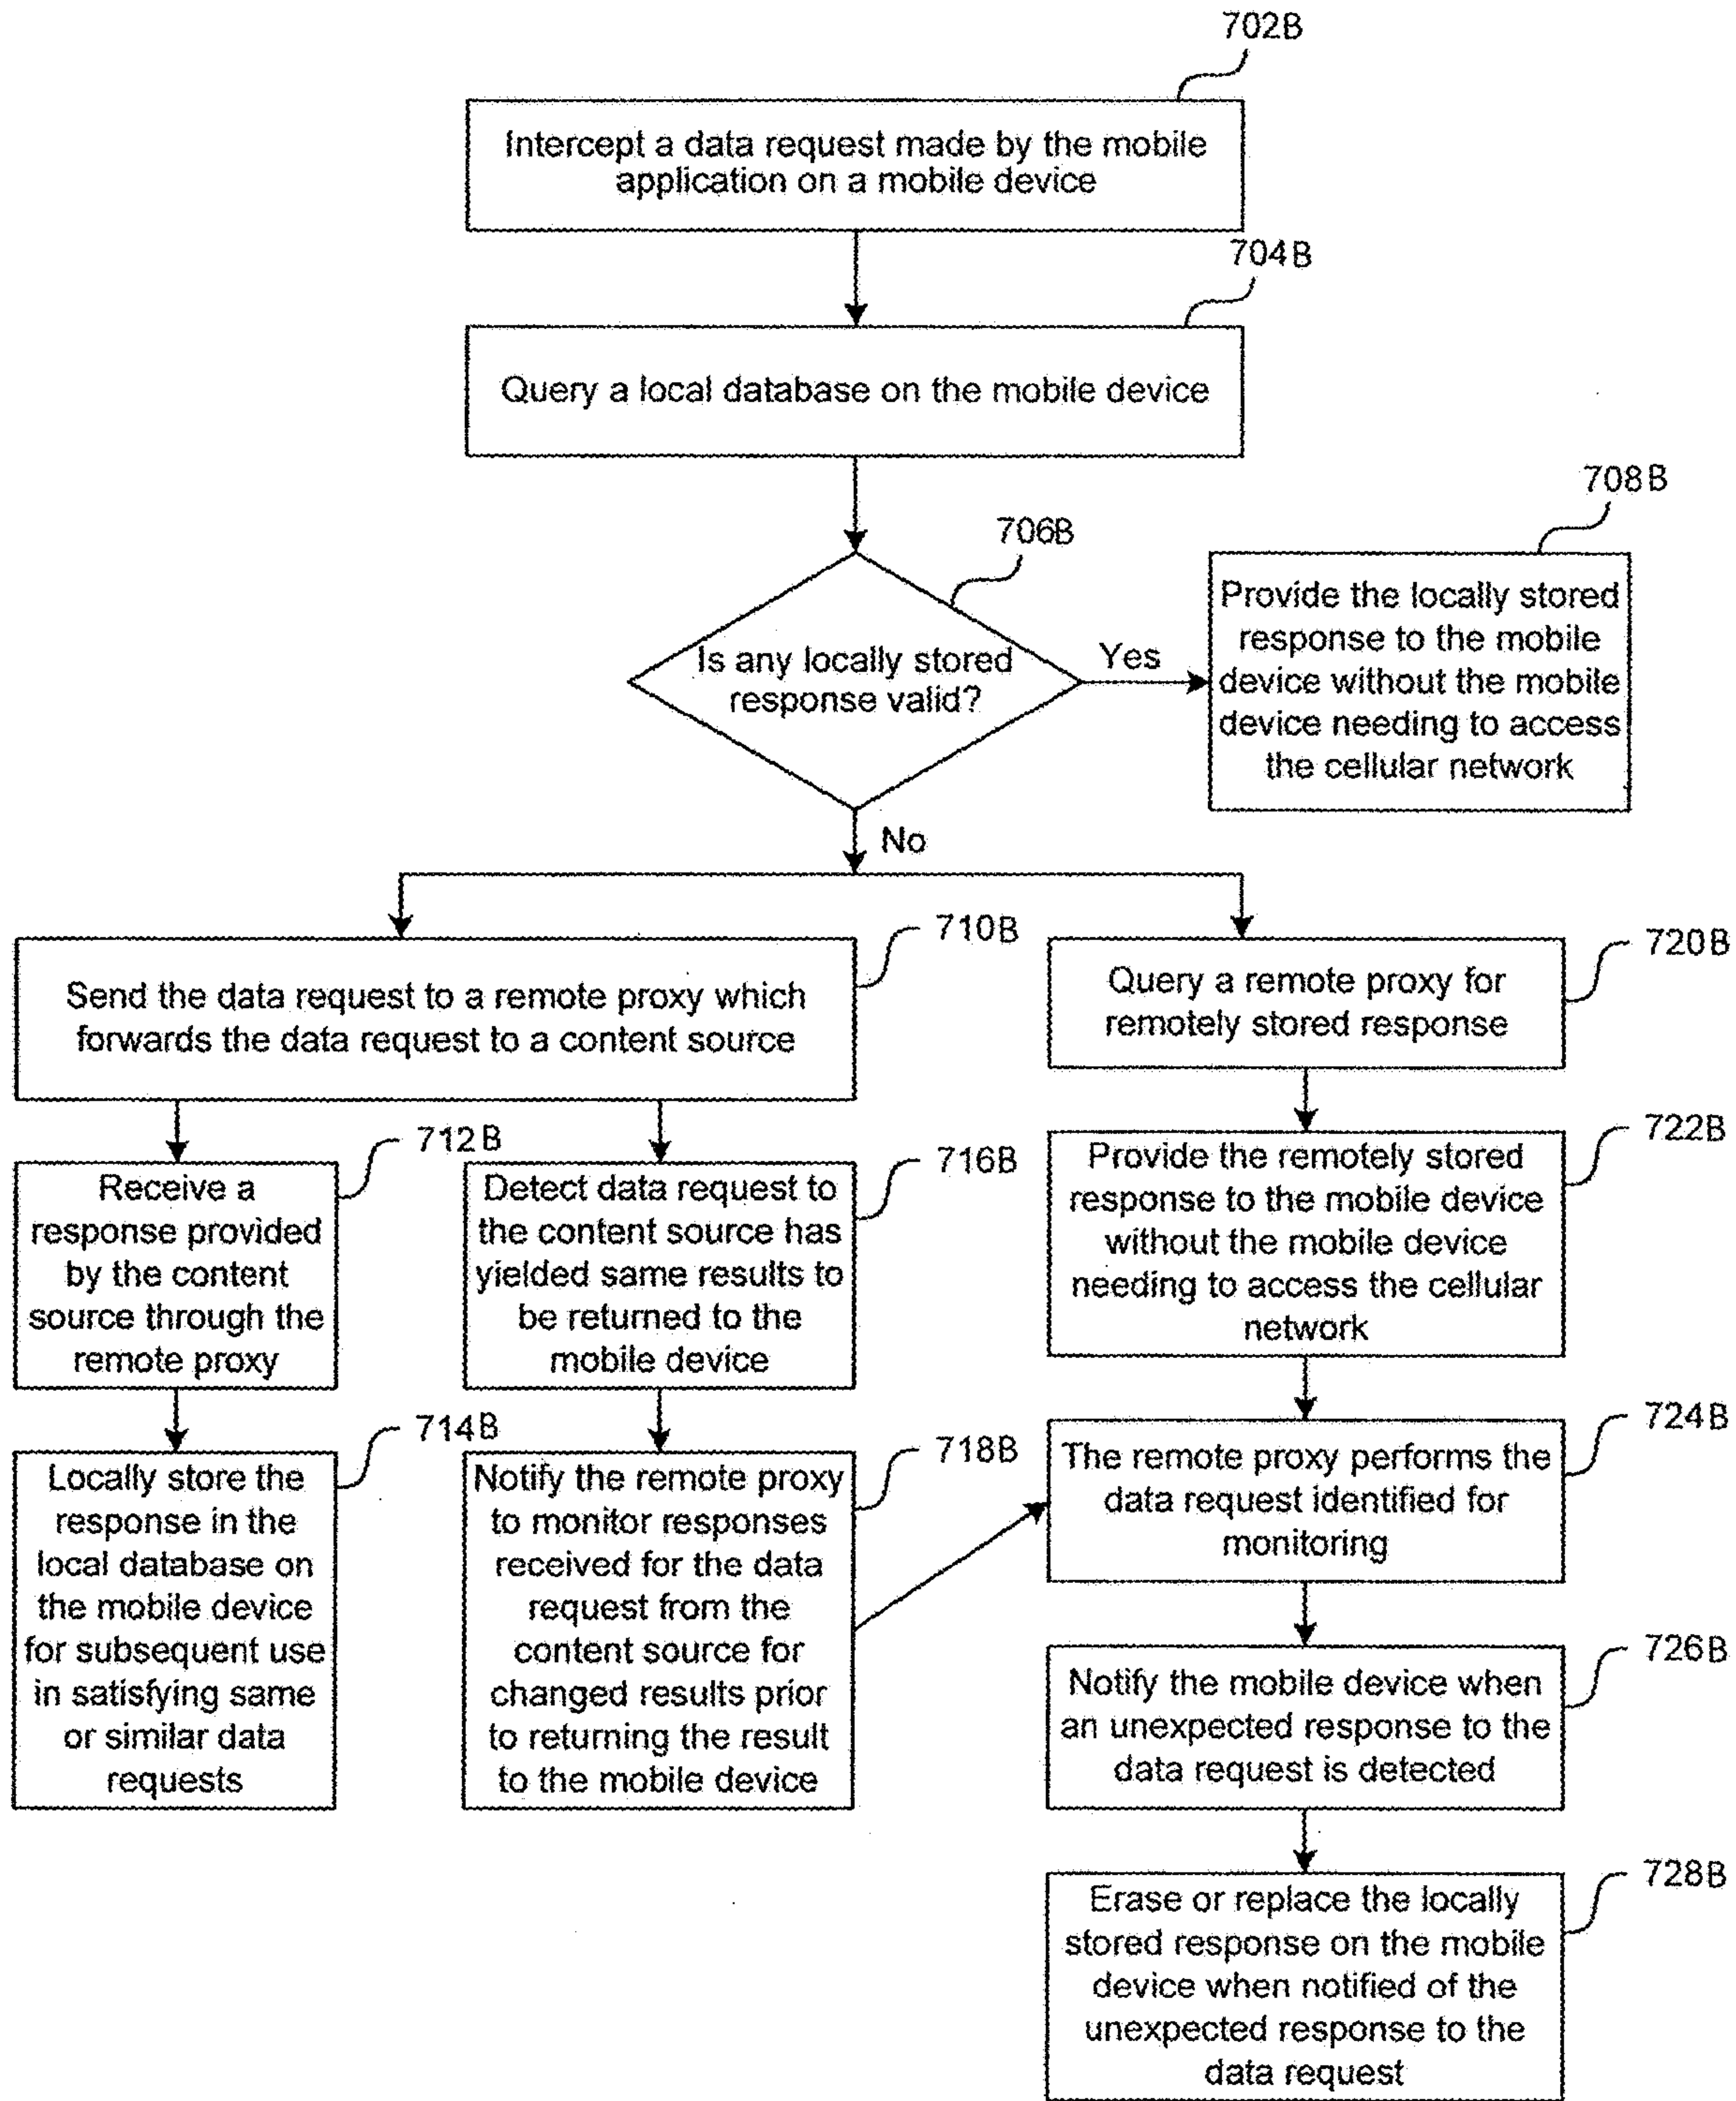 702B
Intercept a data request made by the mobile
application on a mobile device
704B
Query a local database on the mobile device
706B
Is any locally stored
response valid?
Yes
708B
Provide the locally stored
response to the mobile
device without the mobile
device needing to access
the cellular network
No
710B
Send the data request to a remote proxy which
forwards the data request to a content source
712B
Receive a
response provided
by the content
source through the
remote proxy
714B
Locally store the
response in the
local database on
the mobile device
for subsequent use
in satisfying same
or similar data
requests
716B
Detect data request to
the content source has
yielded same results to
be returned to the
mobile device
718B
Notify the remote proxy
to monitor responses
received for the data
request from the
content source for
changed results prior
to returning the result
to the mobile device
720B
Query a remote proxy for
remotely stored response
722B
Provide the remotely stored
response to the mobile device
without the mobile device
needing to access the cellular
network
724B
The remote proxy performs the
data request identified for
monitoring
726B
Notify the mobile device when
an unexpected response to the
data request is detected
728B
Erase or replace the locally
stored response on the mobile
device when notified of the
unexpected response to the
data request